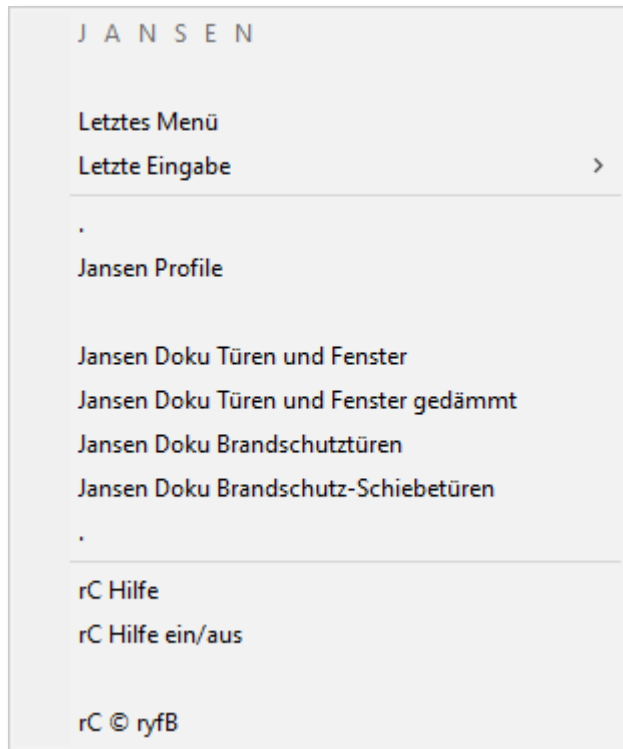 J A N S E N
Letztes Menü
Letzte Eingabe
.
Jansen Profile
Jansen Doku Türen und Fenster
Jansen Doku Türen und Fenster gedämmt
Jansen Doku Brandschutztüren
Jansen Doku Brandschutz-Schiebetüren
.
rC Hilfe
rC Hilfe ein/aus
rC © ryfB